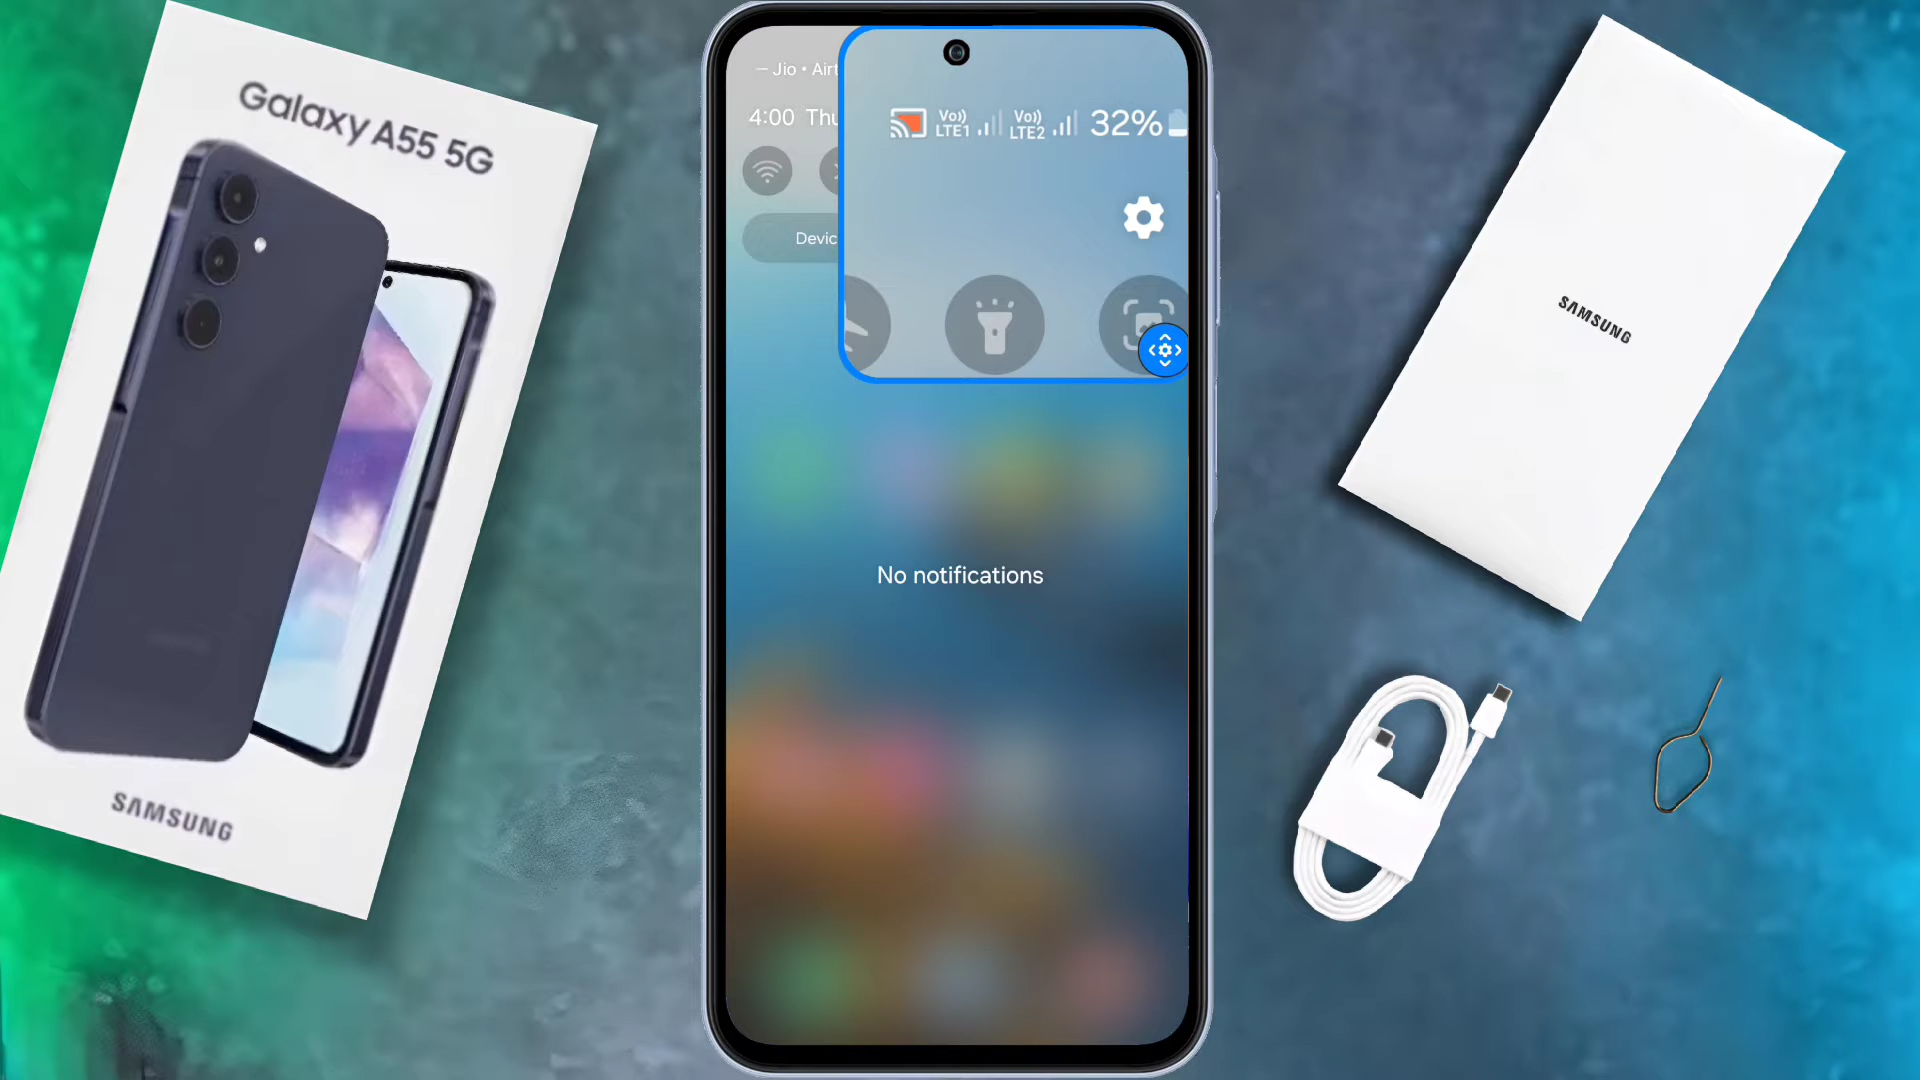 Galaxy A55 5G
SAMSUNG
– Jio • Airt
4:00 Thu
Devic
Vo)) LTE1 Vo)) LTE2 32%
No notifications
SAMSUNG